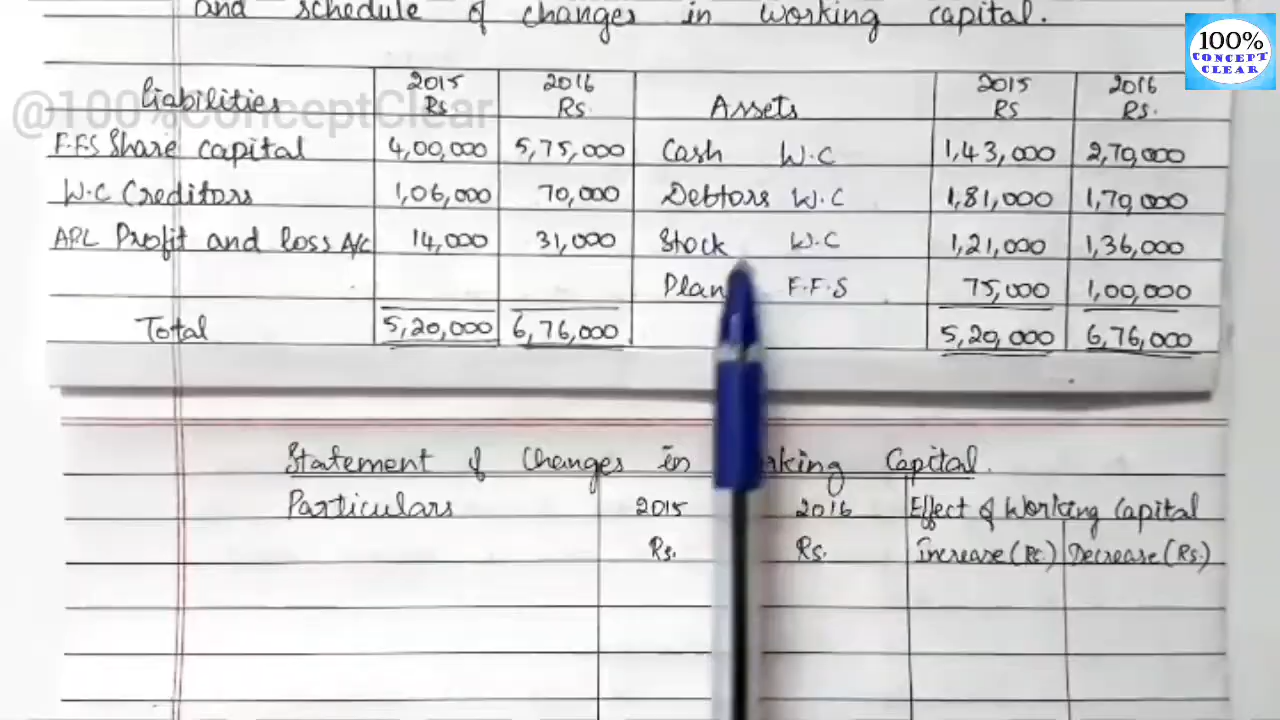 and schedule of changes in working capital.
100%
CONCEPT
CLEAR
@100%ConceptClear
Liabilities 2015 Rs 2016 Rs. Assets 2015 Rs 2016 Rs.
F.F.S Share capital 4,00,000 5,75,000 Cash W.C 1,43,000 2,70,000
W.C Creditors 1,06,000 70,000 Debtors W.C 1,81,000 1,70,000
APL Profit and loss A/C 14,000 31,000 Stock W.C 1,21,000 1,36,000
Plan F.F.S 75,000 1,00,000
Total 5,20,000 6,76,000 5,20,000 6,76,000
Statement of Changes in Working Capital.
Particulars 2015 2016 Effect of Working Capital
Rs. Rs. Increase (Rs.) Decrease (Rs.)